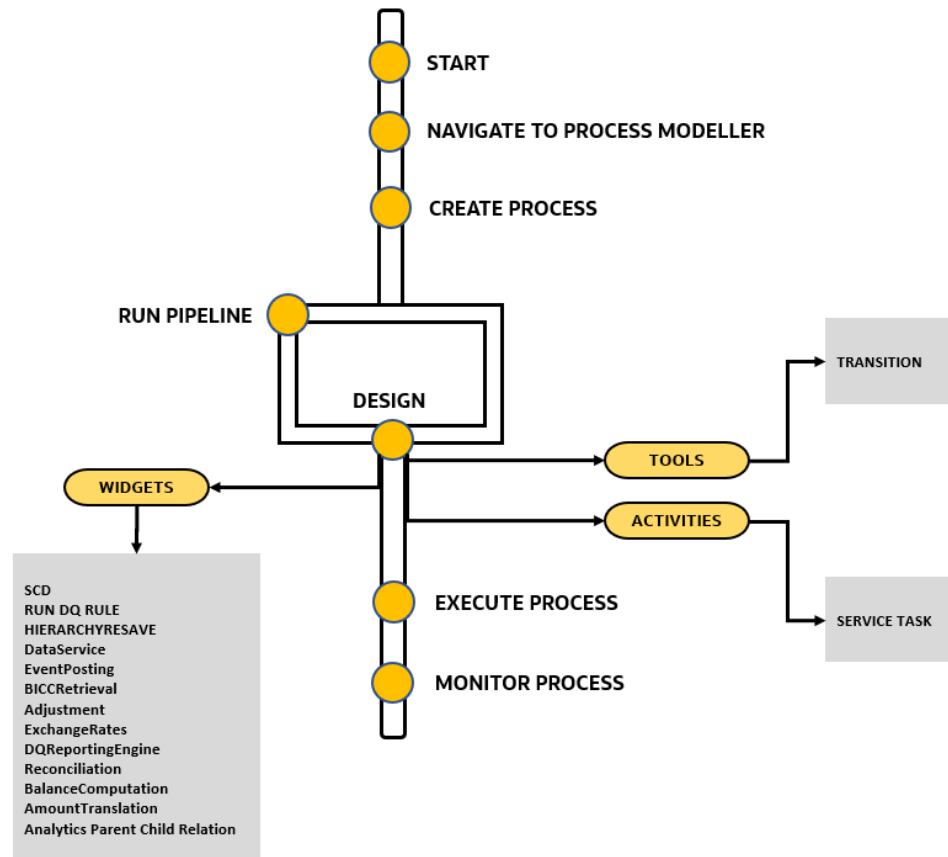 START
NAVIGATE TO PROCESS MODELLER
CREATE PROCESS
RUN PIPELINE
DESIGN
TRANSITION
TOOLS
WIDGETS
ACTIVITIES
SCD
RUN DQ RULE
HIERARCHYRESAVE
DataService
EventPosting
BICCRetrieval
Adjustment
ExchangeRates
DQReportingEngine
Reconciliation
BalanceComputation
AmountTranslation
Analytics Parent Child Relation
EXECUTE PROCESS
SERVICE TASK
MONITOR PROCESS